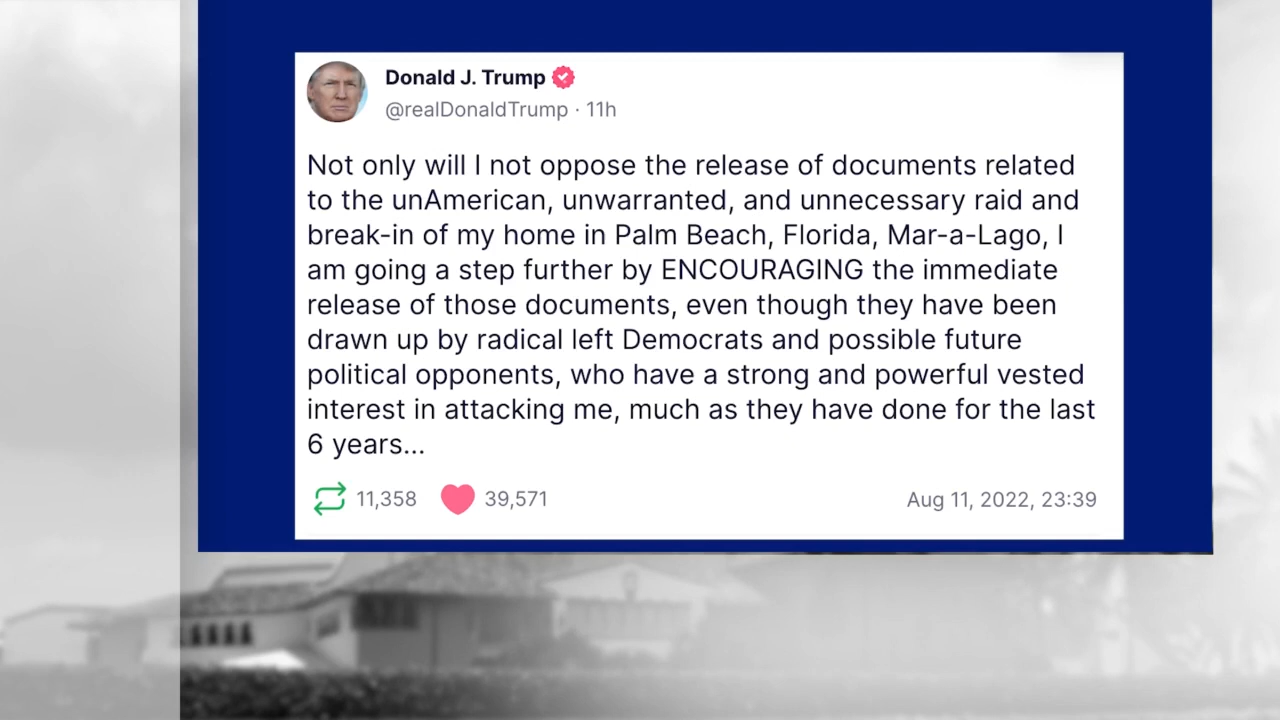 Donald J. Trump
@realDonaldTrump · 11h
Not only will I not oppose the release of documents related
to the unAmerican, unwarranted, and unnecessary raid and
break-in of my home in Palm Beach, Florida, Mar-a-Lago, I
am going a step further by ENCOURAGING the immediate
release of those documents, even though they have been
drawn up by radical left Democrats and possible future
political opponents, who have a strong and powerful vested
interest in attacking me, much as they have done for the last
6 years...
11,358 39,571 Aug 11, 2022, 23:39